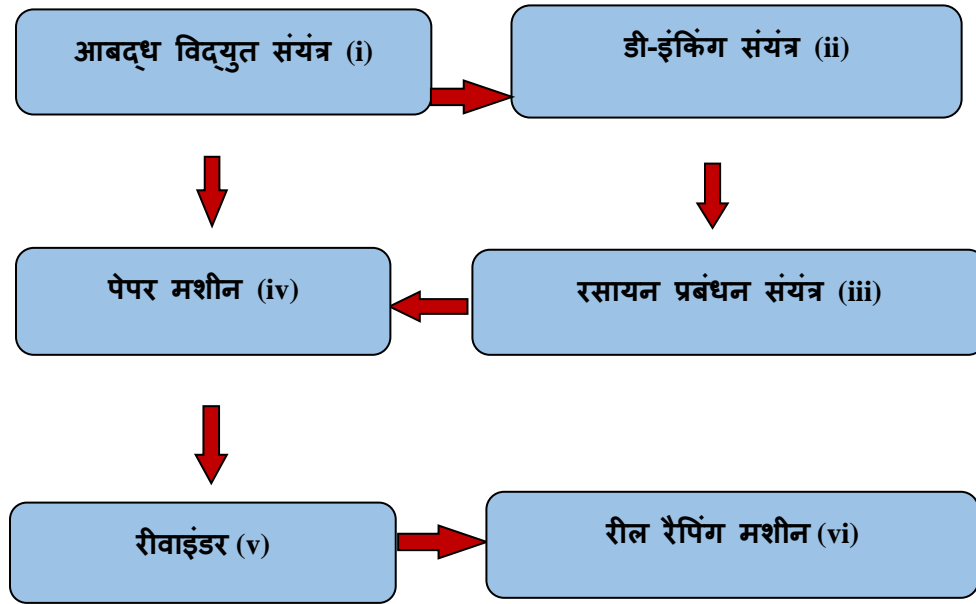 आबद्ध विद्युत संयंत्र (i)
डी-इंकिंग संयंत्र (ii)
पेपर मशीन (iv)
रसायन प्रबंधन संयंत्र (iii)
रीवाइंडर (v)
रील रैपिंग मशीन (vi)